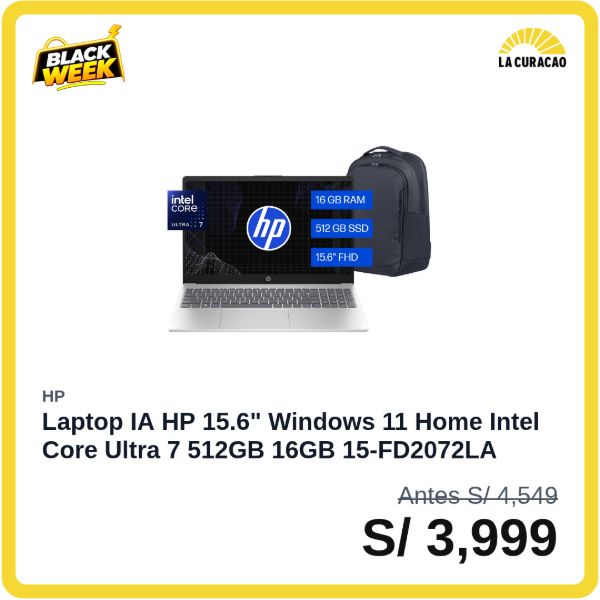 BLACK
WEEK
LA CURACAO
intel
CORE
ULTRA 7
hp
16 GB RAM
512 GB SSD
15.6" FHD
HP
Laptop IA HP 15.6" Windows 11 Home Intel
Core Ultra 7 512GB 16GB 15-FD2072LA
Antes S/ 4,549
S/ 3,999